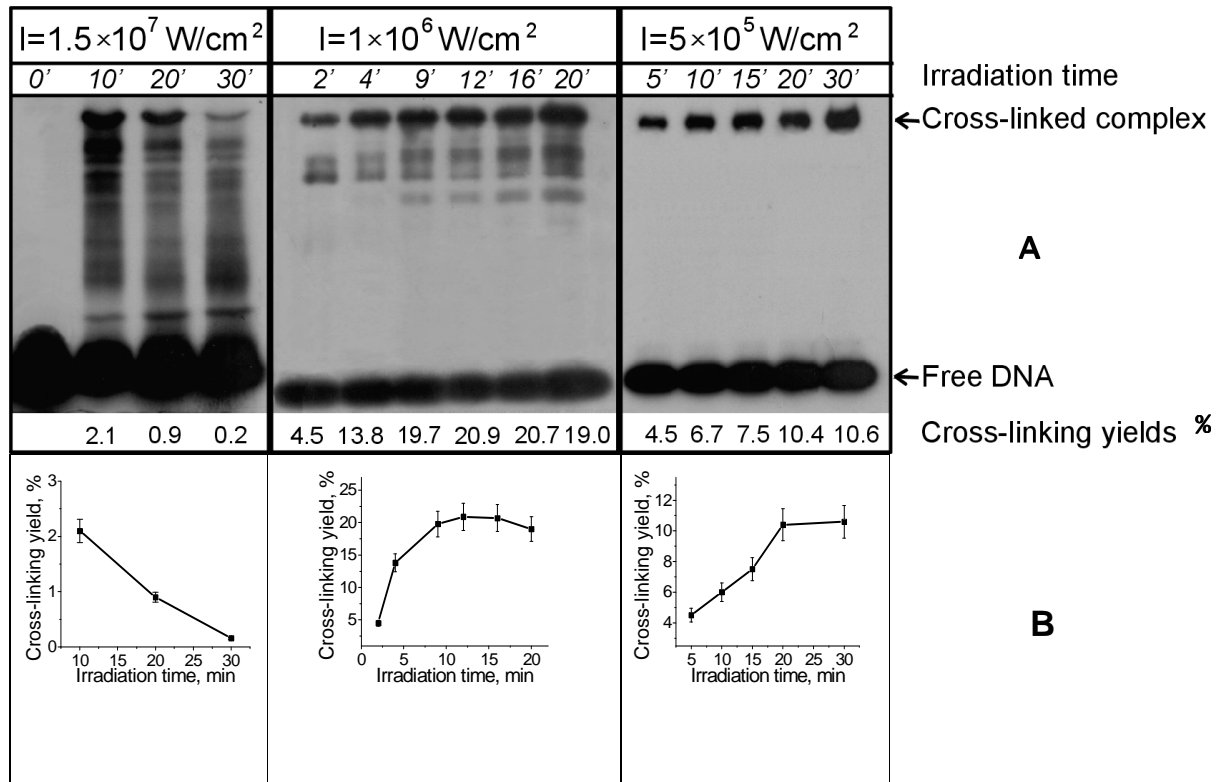 I=1.5×10⁷ W/cm² I=1×10⁶ W/cm² I=5×10⁵ W/cm²
0’ 10’ 20’ 30’ 2’ 4’ 9’ 12’ 16’ 20’ 5’ 10’ 15’ 20’ 30’ Irradiation time
←Cross-linked complex
A
←Free DNA
2.1 0.9 0.2 4.5 13.8 19.7 20.9 20.7 19.0 4.5 6.7 7.5 10.4 10.6 Cross-linking yields %
Cross-linking yield, %
3
2
1
0
10 15 20 25 30
Irradiation time, min
Cross-linking yield, %
25
20
15
10
5
0 5 10 15 20
Irradiation time, min
Cross-linking yield, %
12
10
8
6
4
5 10 15 20 25 30
Irradiation time, min
B